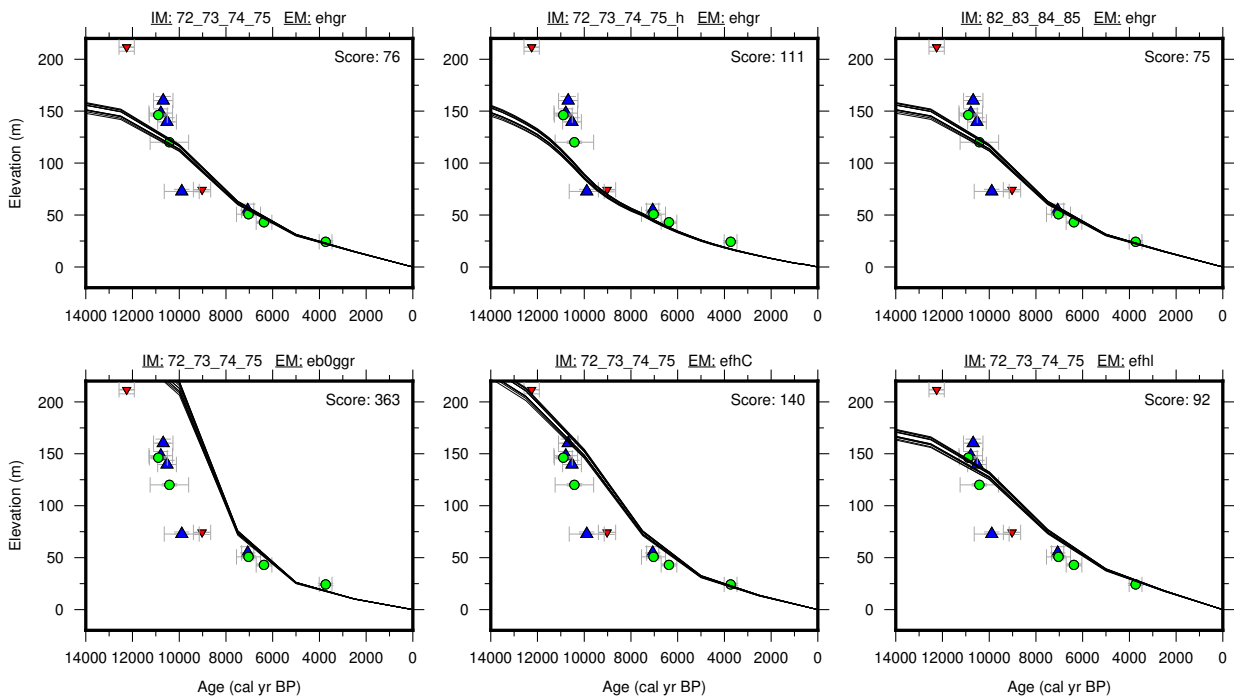 IM: 72_73_74_75 EM: ehgr
Score: 76
Elevation (m)
200
150
100
50
0
14000 12000 10000 8000 6000 4000 2000 0
IM: 72_73_74_75_h EM: ehgr
Score: 111
200
150
100
50
0
14000 12000 10000 8000 6000 4000 2000 0
IM: 82_83_84_85 EM: ehgr
Score: 75
200
150
100
50
0
14000 12000 10000 8000 6000 4000 2000 0
IM: 72_73_74_75 EM: eb0ggr
Score: 363
Elevation (m)
200
150
100
50
0
14000 12000 10000 8000 6000 4000 2000 0
Age (cal yr BP)
IM: 72_73_74_75 EM: efhC
Score: 140
200
150
100
50
0
14000 12000 10000 8000 6000 4000 2000 0
Age (cal yr BP)
IM: 72_73_74_75 EM: efhl
Score: 92
200
150
100
50
0
14000 12000 10000 8000 6000 4000 2000 0
Age (cal yr BP)